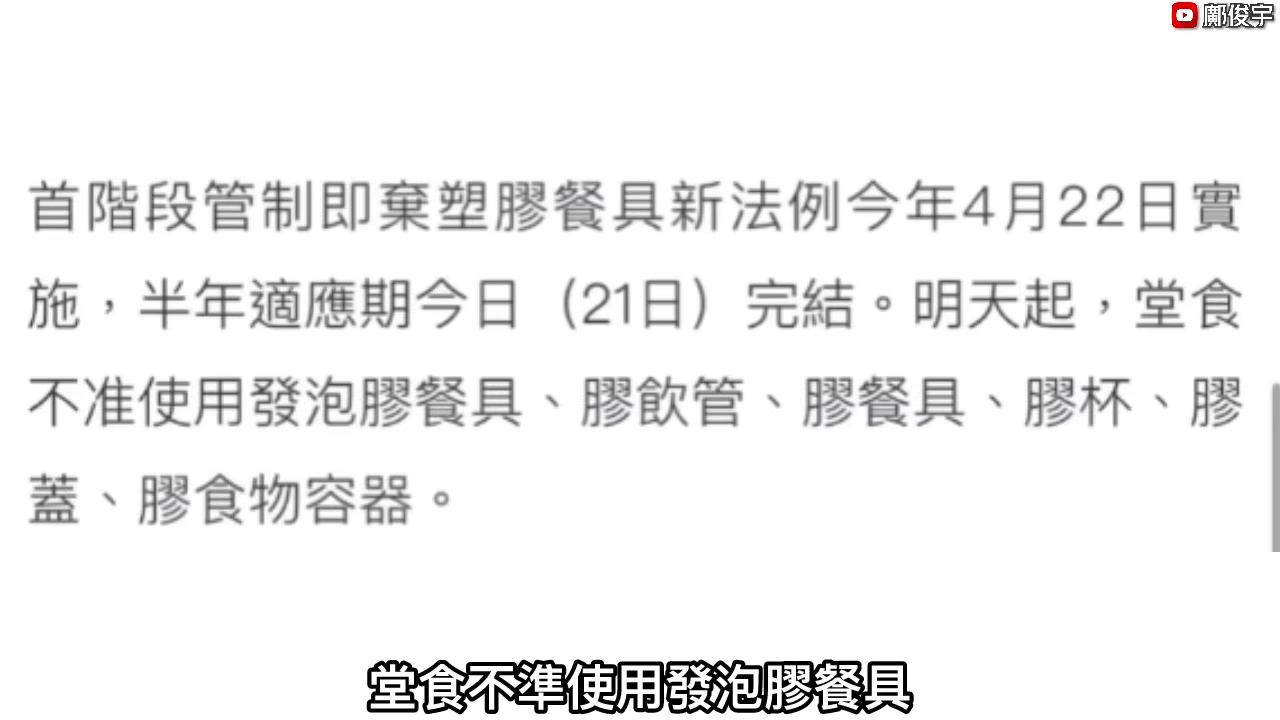 鄺俊宇
首階段管制即棄塑膠餐具新法例今年4月22日實
施，半年適應期今日（21日）完結。明天起，堂食
不准使用發泡膠餐具、膠飲管、膠餐具、膠杯、膠
蓋、膠食物容器。
堂食不準使用發泡膠餐具